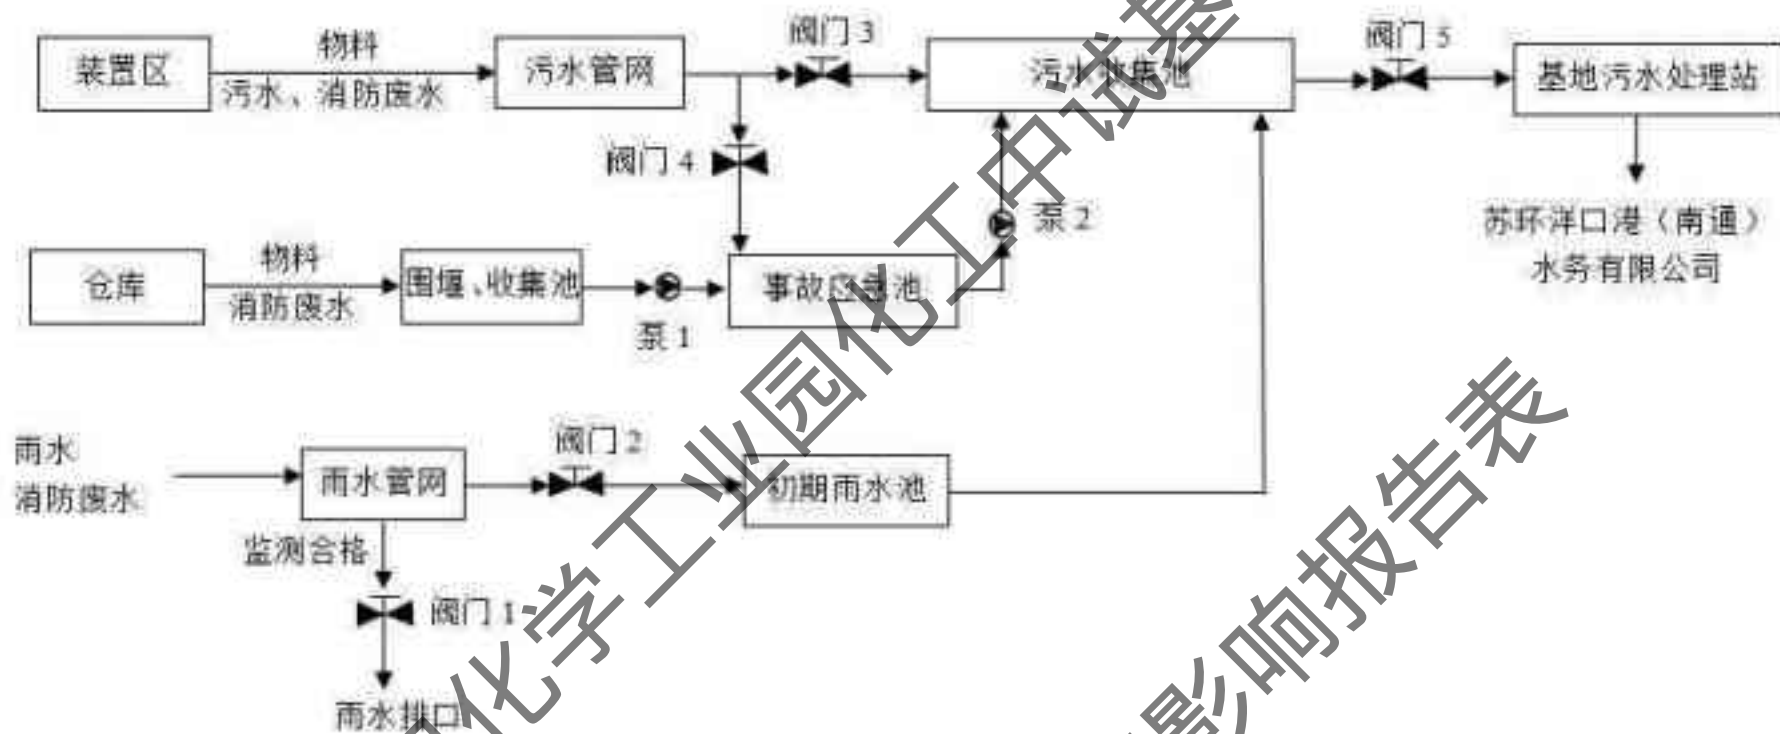 装置区
物料
污水、消防废水
污水管网
阀门 3
污水收集池
阀门 5
基地污水处理站
苏环洋口港（南通）
水务有限公司
阀门 4
仓库
物料
消防废水
围堰、收集池
泵 1
事故应急池
泵 2
雨水
消防废水
雨水管网
阀门 2
初期雨水池
监测合格
阀门 1
雨水排口
化学工业园化工中试基
影响报告表